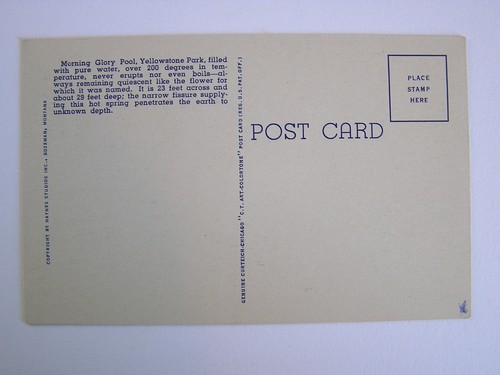 Morning Glory Pool, Yellowstone Park, filled
with pure water, over 200 degrees in tem-
perature, never erupts nor even boils—al-
ways remaining quiescent like the flower for
which it was named. It is 23 feet across and
about 29 feet deep; the narrow fissure supply-
ing this hot spring penetrates the earth to
unknown depth.
COPYRIGHT BY HAYNES STUDIOS INC., BOZEMAN, MONTANA
GENUINE CURTEICH-CHICAGO "C.T. ART-COLORTONE" POST CARD (REG. U.S. PAT. OFF.)
POST CARD
PLACE
STAMP
HERE